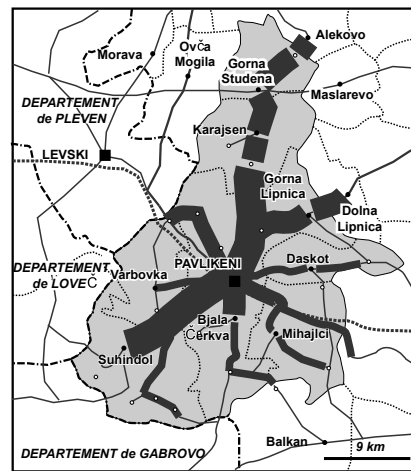 Alekovo
Ovča
Mogila
Morava
Gorna
Studena
Maslarevo
DEPARTEMENT
de PLEVEN
Karajsen
LEVSKI
Gorna
Lipnica
Dolna
Lipnica
PAVLIKENI
Daskot
DEPARTEMENT
de LOVEČ
Varbovka
Bjala
Čerkva
Mihajlci
Suhindol
Balkan
9 km
DEPARTEMENT de GABROVO